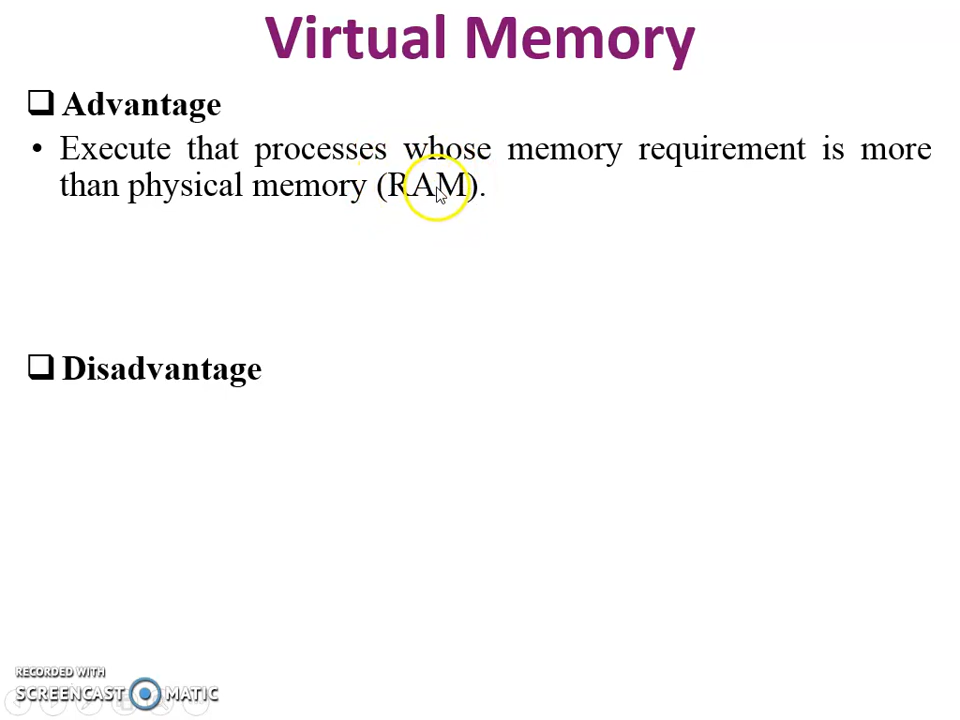 Virtual Memory
Advantage
• Execute that processes whose memory requirement is more
than physical memory (RAM).
Disadvantage
RECORDED WITH
SCREENCAST MATIC